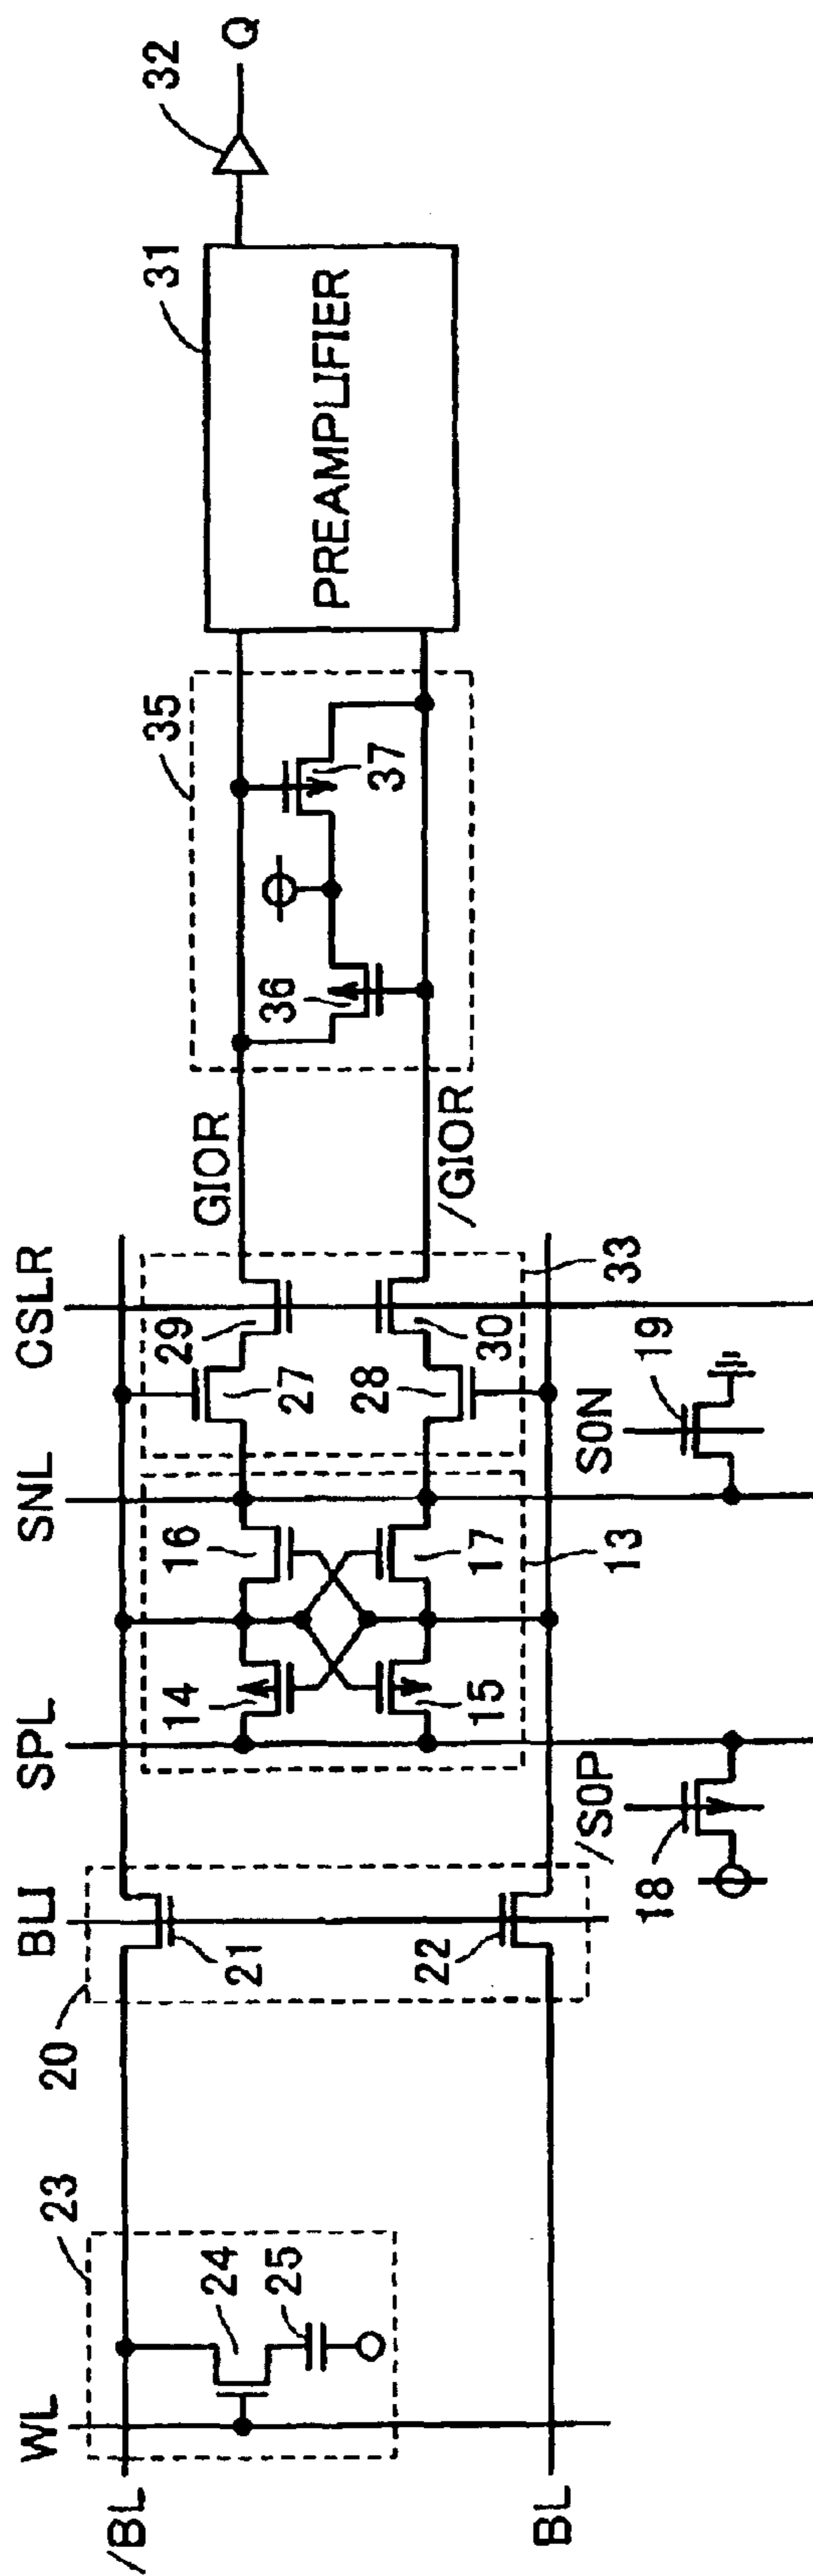 WL
BLI
SPL
SNL
CSLR
/BL
BL
23
24
25
20
21
22
14
15
16
17
13
/S0P
18
S0N
19
27
28
29
30
33
GIOR
/GIOR
35
36
37
31
PREAMPLIFIER
32
Q